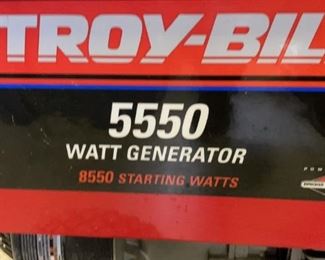 TROY-BIL
5550
WATT GENERATOR
8550 STARTING WATTS